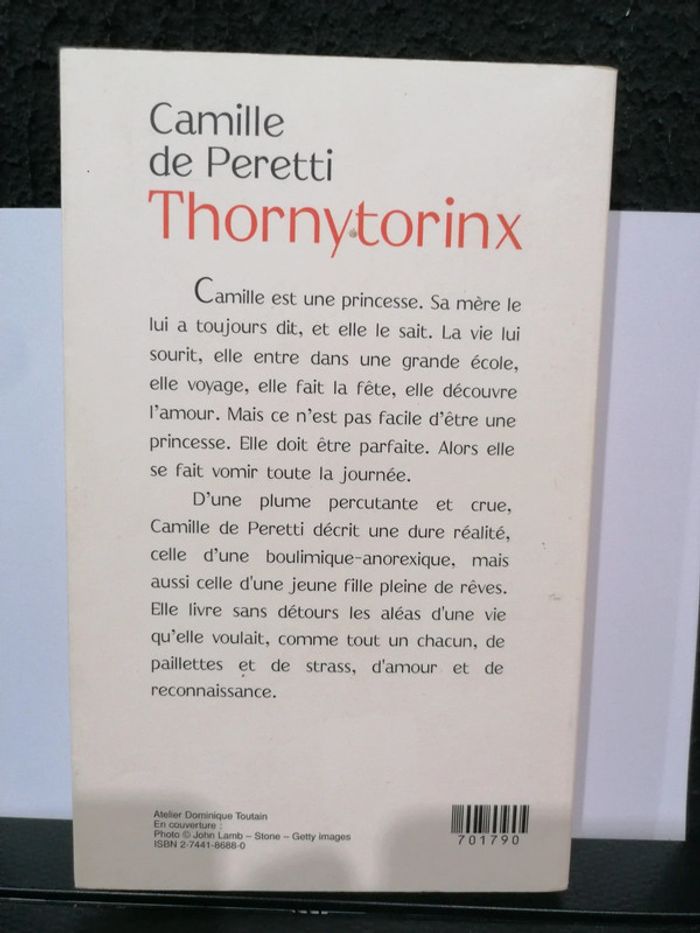 Camille
de Peretti
Thornytorinx
Camille est une princesse. Sa mère le
lui a toujours dit, et elle le sait. La vie lui
sourit, elle entre dans une grande école,
elle voyage, elle fait la fête, elle découvre
l'amour. Mais ce n'est pas facile d'être une
princesse. Elle doit être parfaite. Alors elle
se fait vomir toute la journée.
D'une plume percutante et crue,
Camille de Peretti décrit une dure réalité,
celle d'une boulimique-anorexique, mais
aussi celle d'une jeune fille pleine de rêves.
Elle livre sans détours les aléas d'une vie
qu'elle voulait, comme tout un chacun, de
paillettes et de strass, d'amour et de
reconnaissance.
Atelier Dominique Toutain
En couverture :
Photo © John Lamb – Stone – Getty images
ISBN 2-7441-8688-0
701790